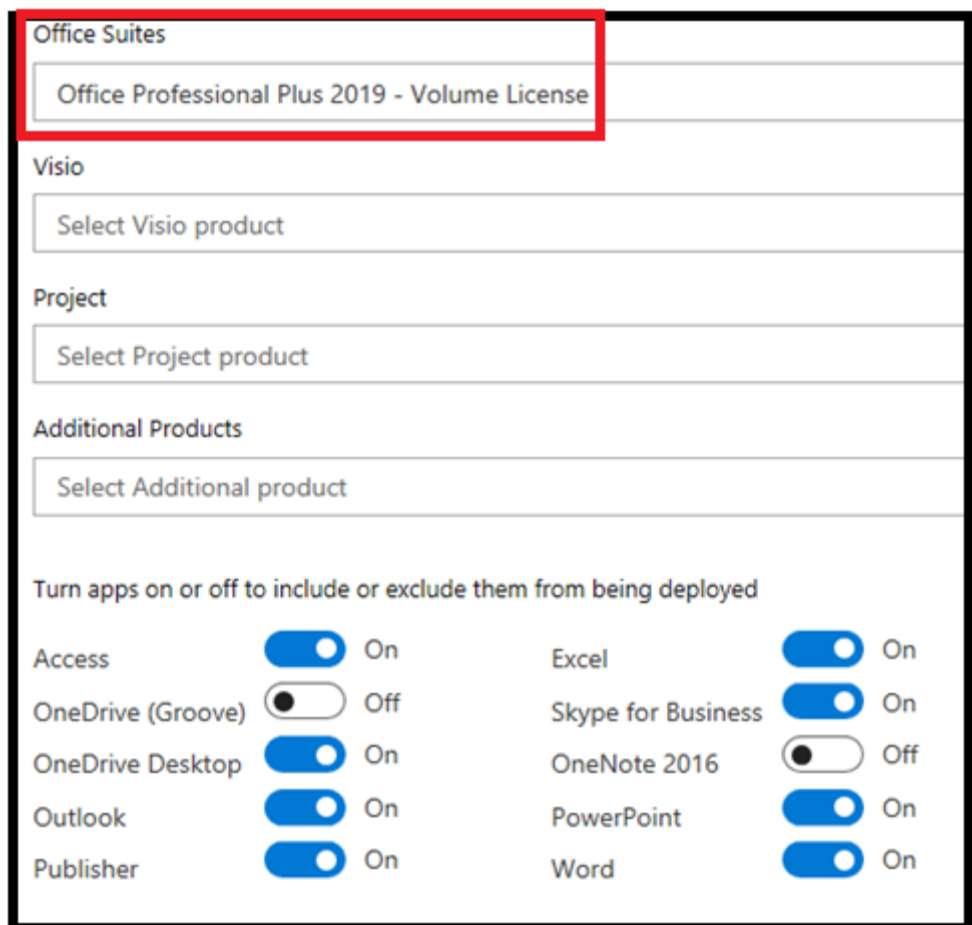 Office Suites
Office Professional Plus 2019 - Volume License
Visio
Select Visio product
Project
Select Project product
Additional Products
Select Additional product
Turn apps on or off to include or exclude them from being deployed
Access On Excel On
OneDrive (Groove) Off Skype for Business On
OneDrive Desktop On OneNote 2016 Off
Outlook On PowerPoint On
Publisher On Word On